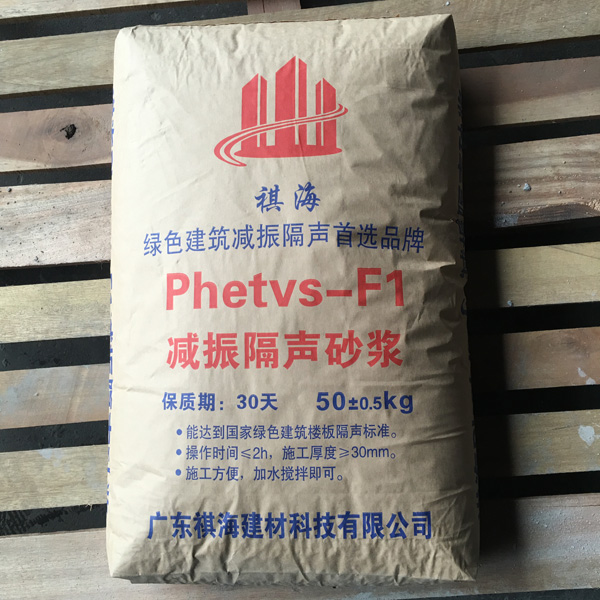 祺海
绿色建筑减振隔声首选品牌
Phetvs-F1
减振隔声砂浆
保质期：30天 50±0.5kg
•能达到国家绿色建筑楼板隔声标准。
•操作时间≤2h，施工厚度≥30mm。
•施工方便，加水搅拌即可。
广东祺海建材科技有限公司